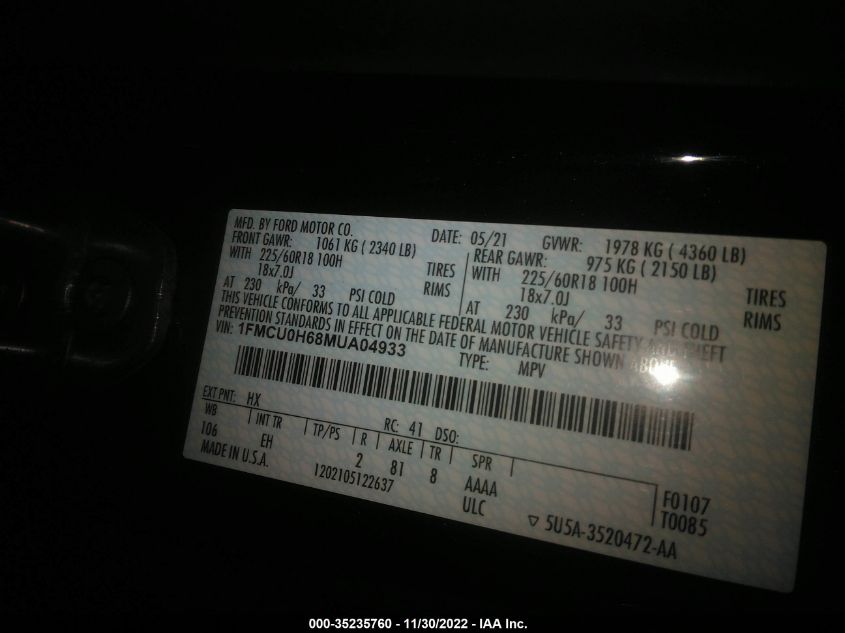 MFD. BY FORD MOTOR CO. DATE: 05/21 GVWR: 1978 KG ( 4360 LB)
FRONT GAWR: 1061 KG ( 2340 LB) REAR GAWR: 975 KG ( 2150 LB)
WITH 225/60R18 100H TIRES WITH 225/60R18 100H TIRES
18x7.0J RIMS 18x7.0J RIMS
AT 230 kPa/ 33 PSI COLD AT 230 kPa/ 33 PSI COLD
THIS VEHICLE CONFORMS TO ALL APPLICABLE FEDERAL MOTOR VEHICLE SAFETY AND THEFT
PREVENTION STANDARDS IN EFFECT ON THE DATE OF MANUFACTURE SHOWN ABOVE
VIN: 1FMCU0H68MUA04933 TYPE: MPV
EXT PNT: HX RC: 41 DSO:
WB INT TR TP/PS R AXLE TR SPR
106 EH 2 81 8 AAAA F0107
MADE IN U.S.A. 1202105122637 ULC T0085
▽ 5U5A-3520472-AA
000-35235760 - 11/30/2022 - IAA Inc.